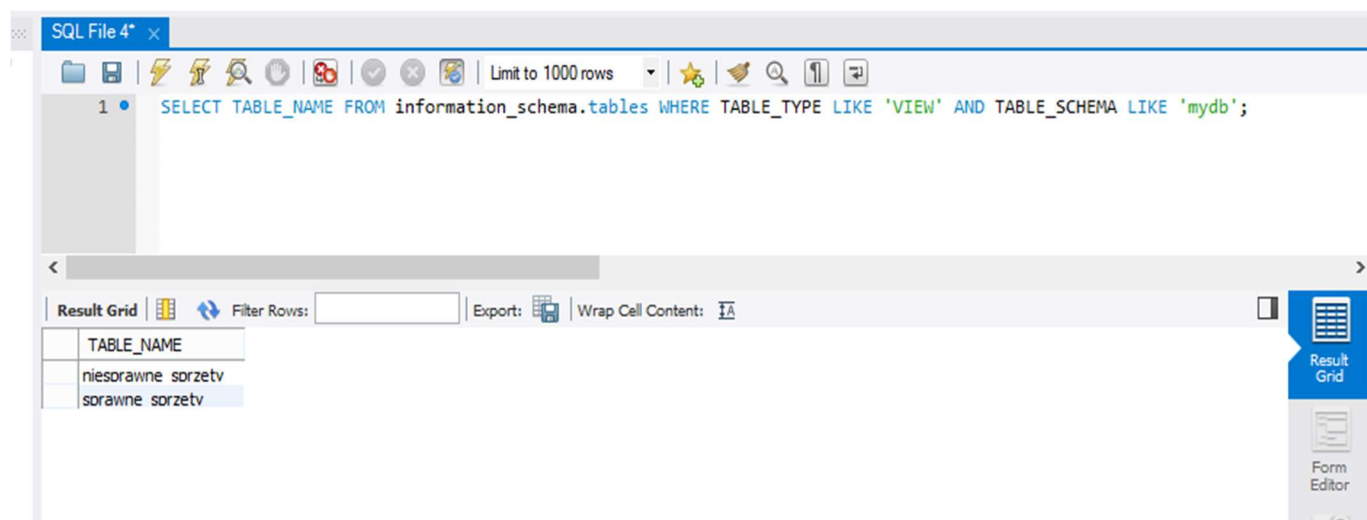 SQL File 4*
Limit to 1000 rows
1 SELECT TABLE_NAME FROM information_schema.tables WHERE TABLE_TYPE LIKE 'VIEW' AND TABLE_SCHEMA LIKE 'mydb';
Result Grid Filter Rows: Export: Wrap Cell Content:
TABLE_NAME
niesprawne_sprzety
sprawne_sprzety
Result
Grid
Form
Editor